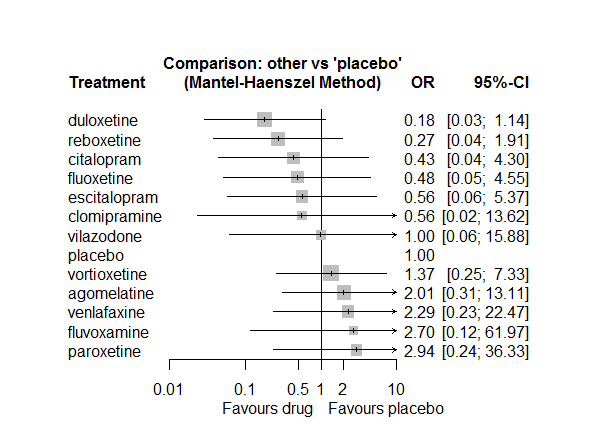 Comparison: other vs 'placebo'
Treatment (Mantel-Haenszel Method) OR 95%-CI
duloxetine 0.18 [0.03; 1.14]
reboxetine 0.27 [0.04; 1.91]
citalopram 0.43 [0.04; 4.30]
fluoxetine 0.48 [0.05; 4.55]
escitalopram 0.56 [0.06; 5.37]
clomipramine 0.56 [0.02; 13.62]
vilazodone 1.00 [0.06; 15.88]
placebo 1.00
vortioxetine 1.37 [0.25; 7.33]
agomelatine 2.01 [0.31; 13.11]
venlafaxine 2.29 [0.23; 22.47]
fluvoxamine 2.70 [0.12; 61.97]
paroxetine 2.94 [0.24; 36.33]
0.01 0.1 0.5 1 2 10
Favours drug Favours placebo